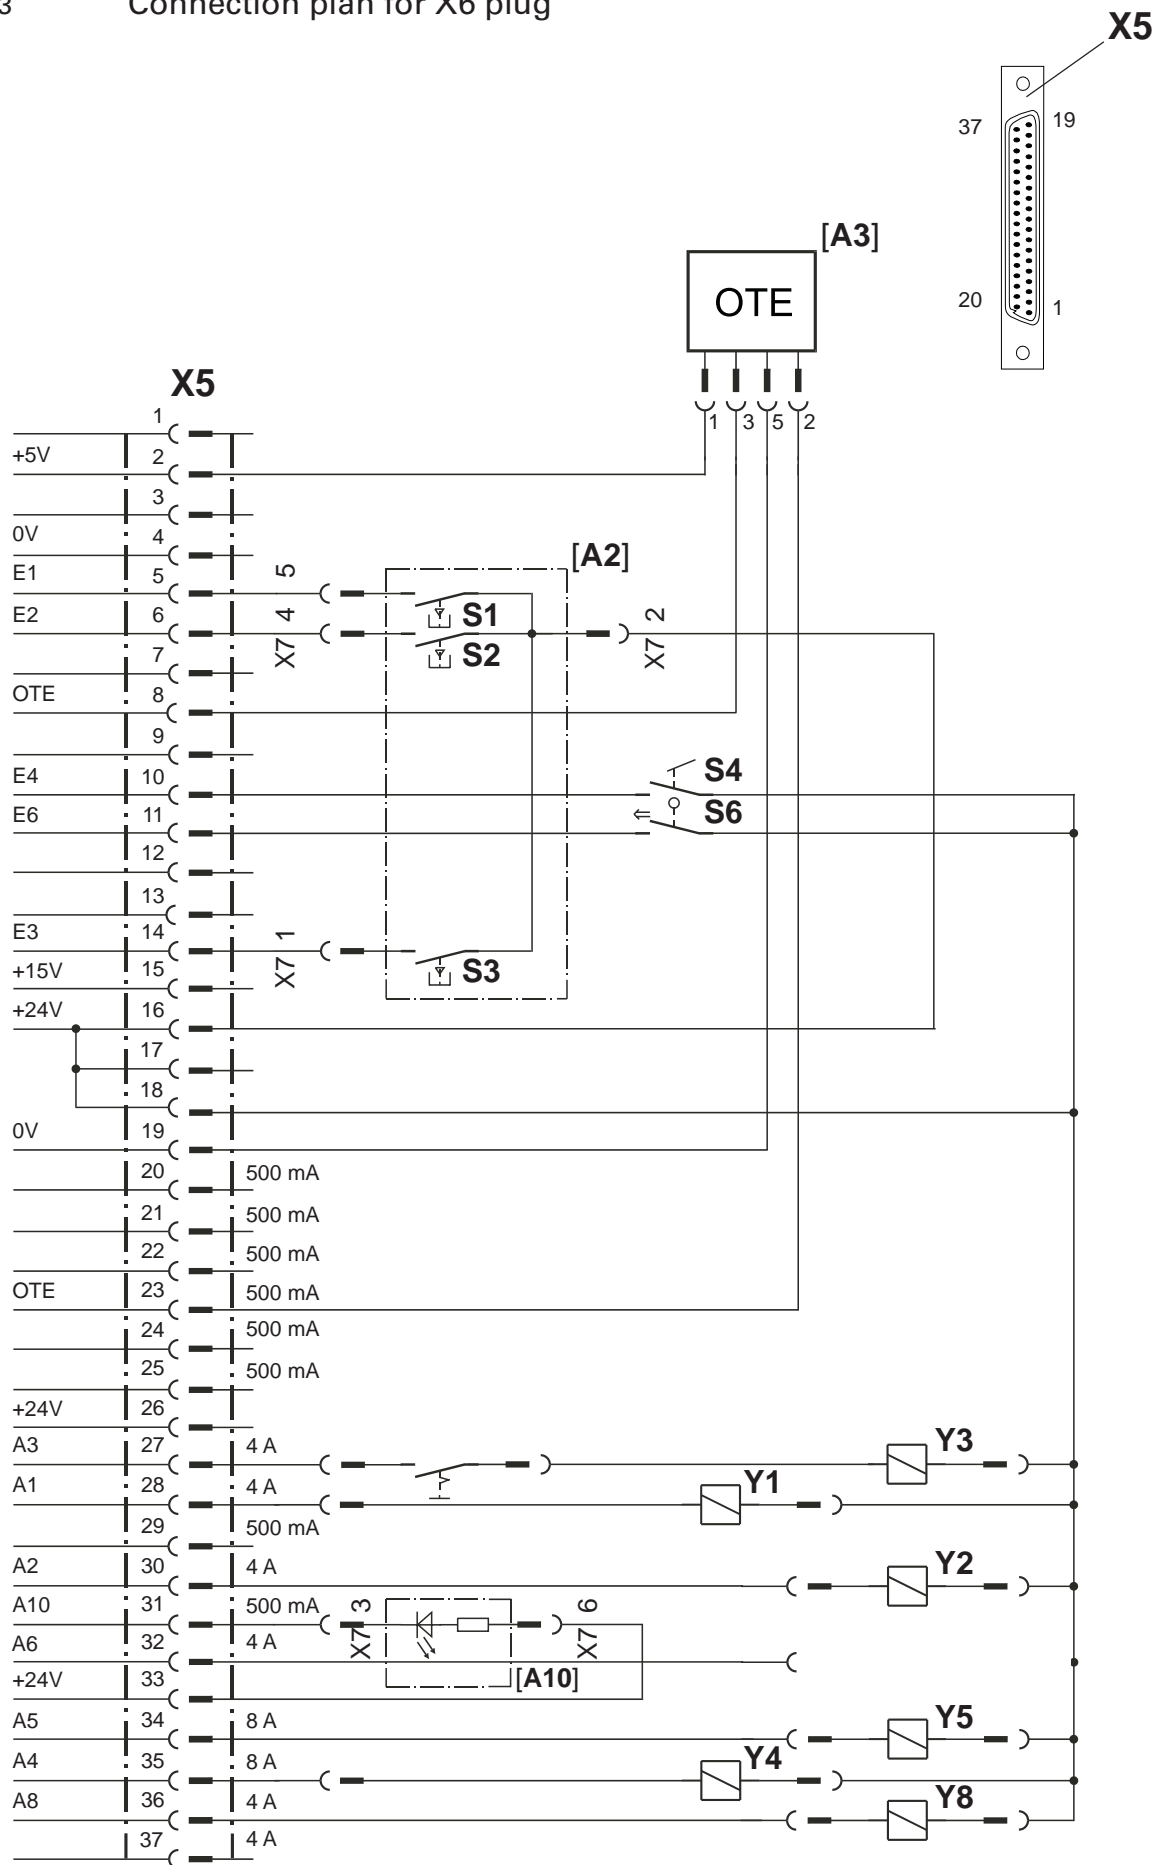 3 Connection plan for X6 plug
X5
37 19
20 1
[A3]
OTE
1 3 5 2
X5
1
+5V 2
3
0V 4
[A2]
E1 5 5 S1
E2 6 X7 4 S2 X7 2
7
OTE 8
9
E4 10 S4
E6 11 S6
12
13
E3 14 X7 1 S3
+15V 15
+24V 16
17
18
0V 19
20 500 mA
21 500 mA
22 500 mA
OTE 23 500 mA
24 500 mA
25 500 mA
+24V 26
A3 27 4 A Y3
A1 28 4 A Y1
29 500 mA
A2 30 4 A Y2
A10 31 500 mA X7 3 X7 6
A6 32 4 A
+24V 33 [A10]
A5 34 8 A Y5
A4 35 8 A Y4
A8 36 4 A Y8
37 4 A